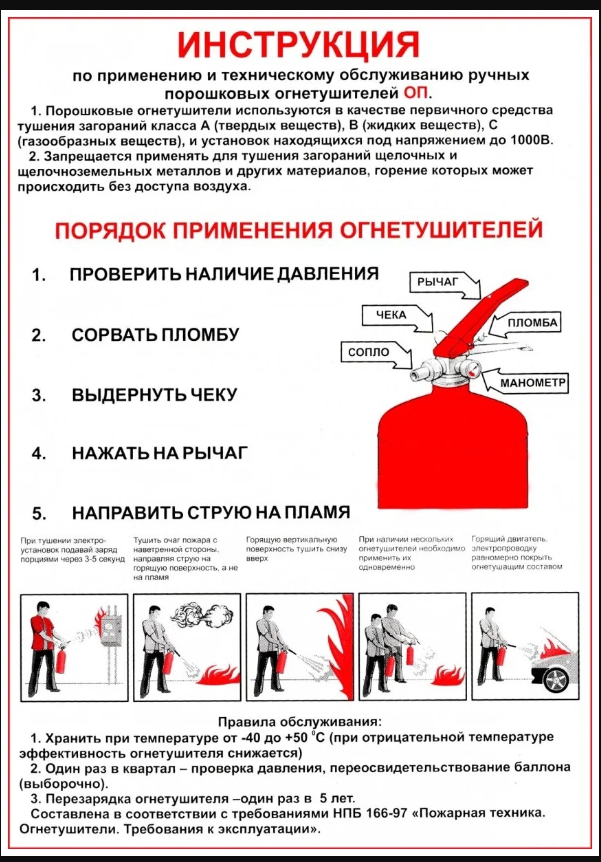 ИНСТРУКЦИЯ
по применению и техническому обслуживанию ручных
порошковых огнетушителей ОП.
1. Порошковые огнетушители используются в качестве первичного средства
тушения загораний класса А (твердых веществ), В (жидких веществ), С
(газообразных веществ), и установок находящихся под напряжением до 1000В.
2. Запрещается применять для тушения загораний щелочных и
щелочноземельных металлов и других материалов, горение которых может
происходить без доступа воздуха.
ПОРЯДОК ПРИМЕНЕНИЯ ОГНЕТУШИТЕЛЕЙ
1. ПРОВЕРИТЬ НАЛИЧИЕ ДАВЛЕНИЯ
2. СОРВАТЬ ПЛОМБУ
3. ВЫДЕРНУТЬ ЧЕКУ
4. НАЖАТЬ НА РЫЧАГ
5. НАПРАВИТЬ СТРУЮ НА ПЛАМЯ
РЫЧАГ
ЧЕКА
ПЛОМБА
СОПЛО
МАНОМЕТР
При тушении электро-
установок подавай заряд
порциями через 3-5 секунд
Тушить очаг пожара с
наветренной стороны,
направляя струю на
горящую поверхность, а не
на пламя
Горящую вертикальную
поверхность тушить снизу
вверх
При наличии нескольких
огнетушителей необходимо
применить их
одновременно
Горящий двигатель,
электропроводку
равномерно покрыть
огнетушащим составом
Правила обслуживания:
1. Хранить при температуре от -40 до +50 ⁰С (при отрицательной температуре
эффективность огнетушителя снижается)
2. Один раз в квартал – проверка давления, переосвидетельствование баллона
(выборочно).
3. Перезарядка огнетушителя –один раз в 5 лет.
Составлена в соответствии с требованиями НПБ 166-97 «Пожарная техника.
Огнетушители. Требования к эксплуатации».